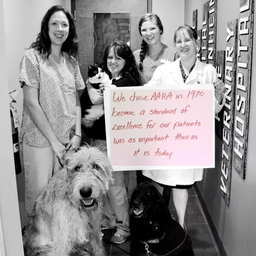 We chose AAHA in 1970
because a standard of
excellence for our patients
was as important then as
it is today.
VETERINARY
HOSPITAL